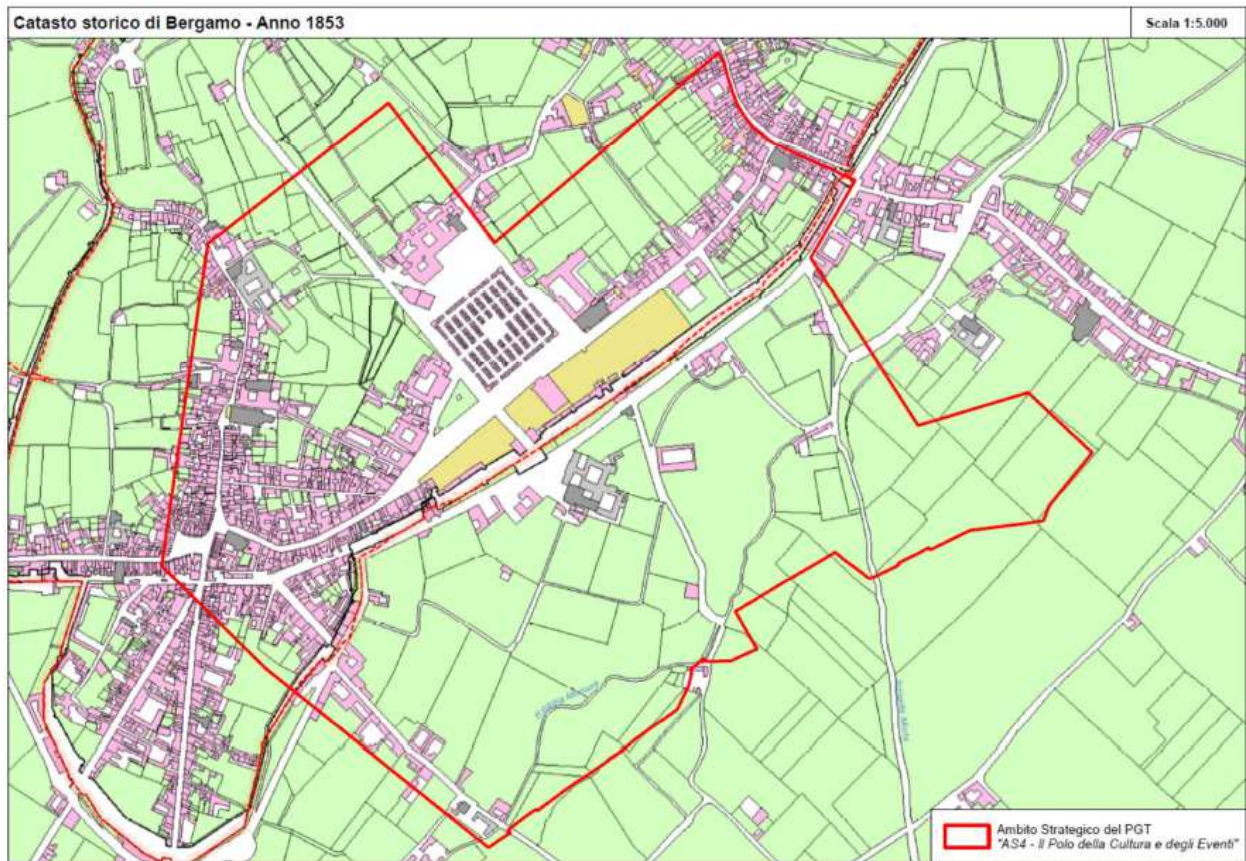 Catasto storico di Bergamo - Anno 1853
Scala 1:5.000
Ambito Strategico del PGT
"AS4 - Il Polo della Cultura e degli Eventi"